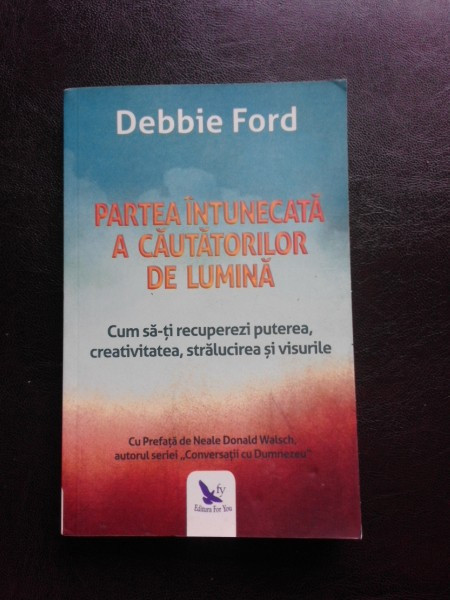 Debbie Ford
PARTEA ÎNTUNECATĂ
A CĂUTĂTORILOR
DE LUMINĂ
Cum să-ți recuperezi puterea,
creativitatea, strălucirea și visurile
Cu Prefață de Neale Donald Walsch,
autorul seriei „Conversații cu Dumnezeu"
fy
Editura For You